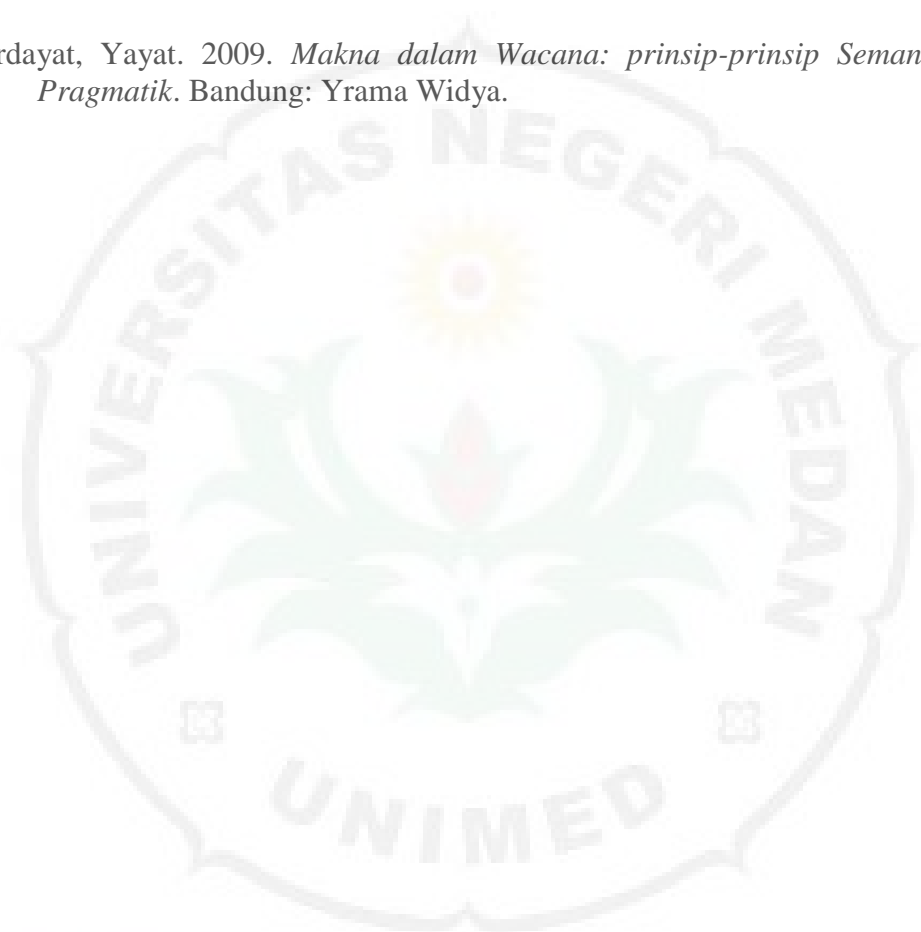 rdayat, Yayat. 2009. Makna dalam Wacana: prinsip-prinsip Seman
Pragmatik. Bandung: Yrama Widya.
UNIVERSITAS NEGERI MEDAN
UNIMED